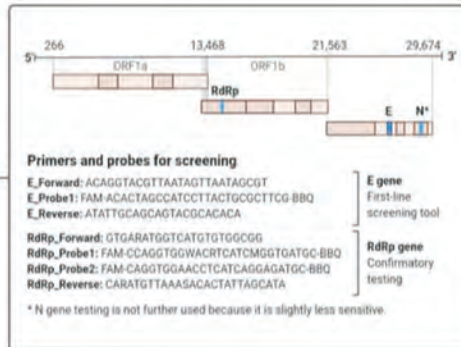 266 13,468 21,563 29,674
5' ORF1a ORF1b 3'
RdRp
E N*
Primers and probes for screening
E_Forward: ACAGGTACGTTAATAGTTAATAGCGT
E_Probe1: FAM-ACACTAGCCATCCTTACTGCGCTTCG-BBQ
E_Reverse: ATATTGCAGCAGTACGCACACA
E gene
First-line
screening tool
RdRp_Forward: GTGARATGGTCATGTGTGGCGG
RdRp_Probe1: FAM-CCAGGTGGWACRTCATCMGGTGATGC-BBQ
RdRp_Probe2: FAM-CAGGTGGAACCTCATCAGGAGATGC-BBQ
RdRp_Reverse: CARATGTTAAASACACTATTAGCATA
RdRp gene
Confirmatory
testing
* N gene testing is not further used because it is slightly less sensitive.